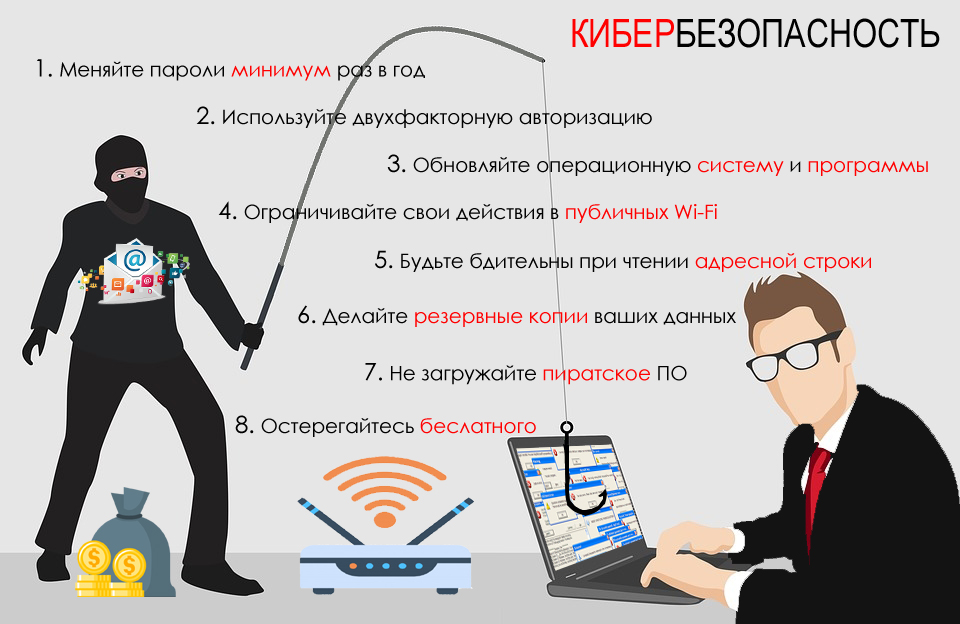 КИБЕРБЕЗОПАСНОСТЬ
1. Меняйте пароли минимум раз в год
2. Используйте двухфакторную авторизацию
3. Обновляйте операционную систему и программы
4. Ограничивайте свои действия в публичных Wi-Fi
5. Будьте бдительны при чтении адресной строки
6. Делайте резервные копии ваших данных
7. Не загружайте пиратское ПО
8. Остерегайтесь беслатного